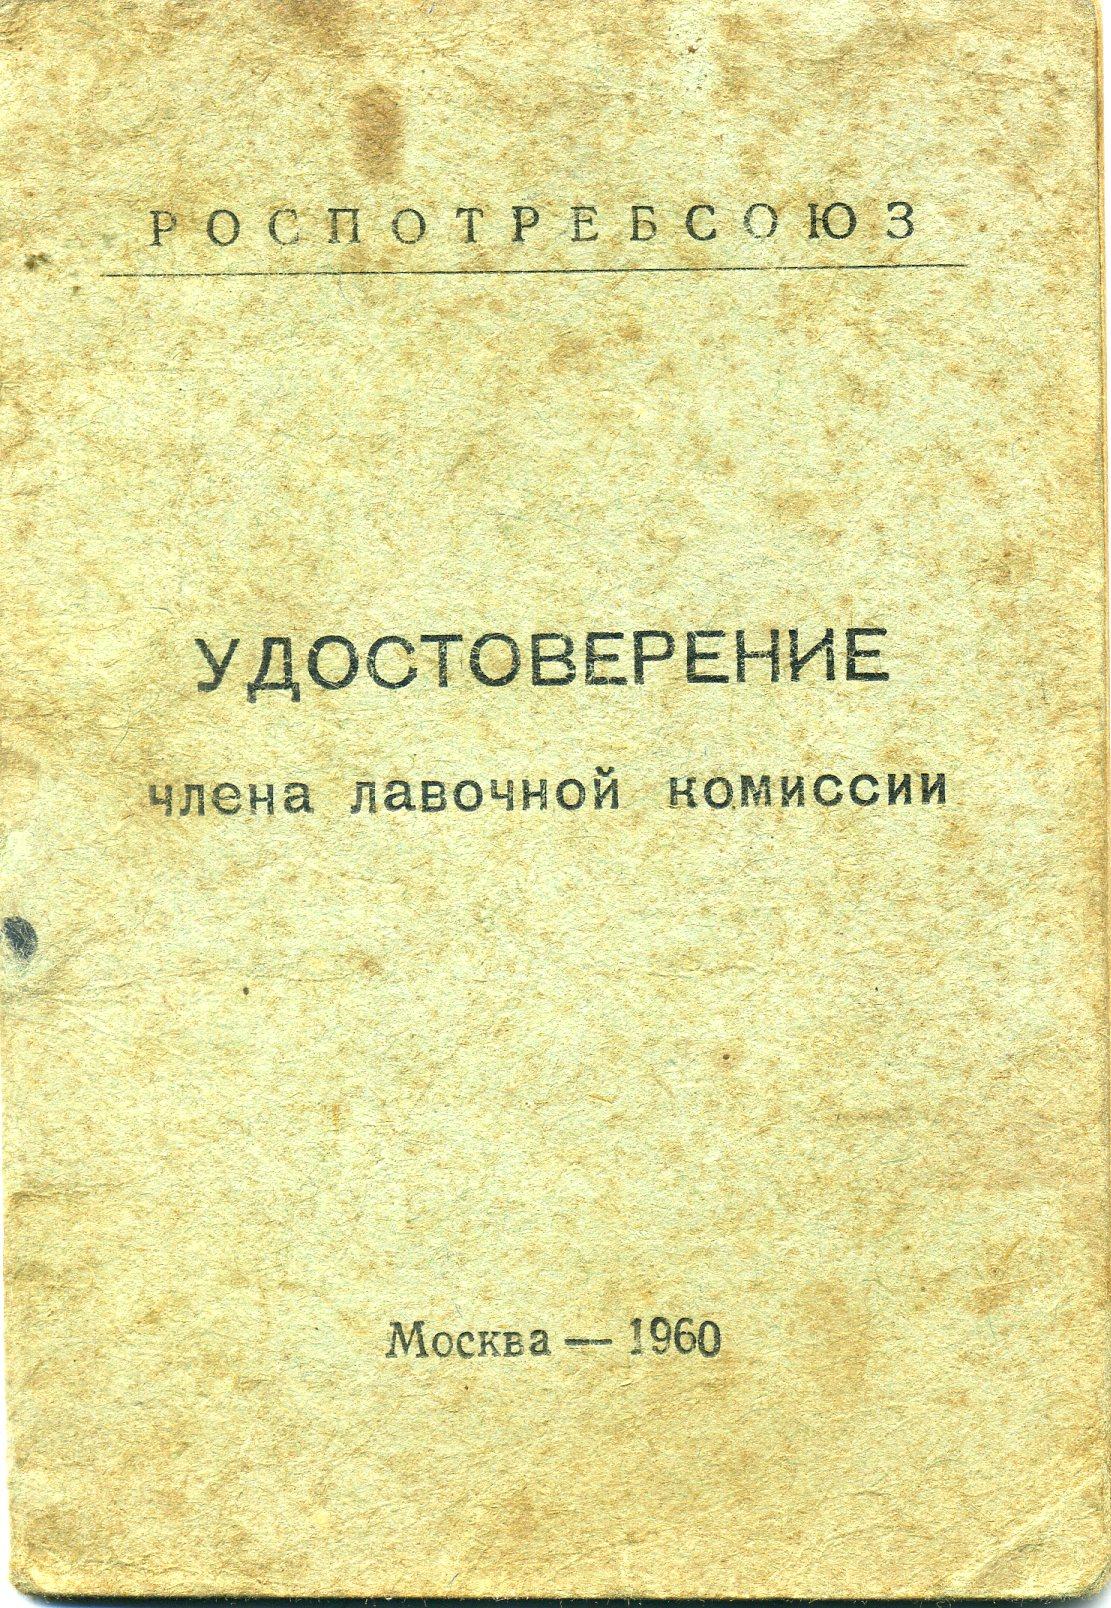 РОСПОТРЕБСОЮЗ
УДОСТОВЕРЕНИЕ
члена лавочной комиссии
Москва — 1960